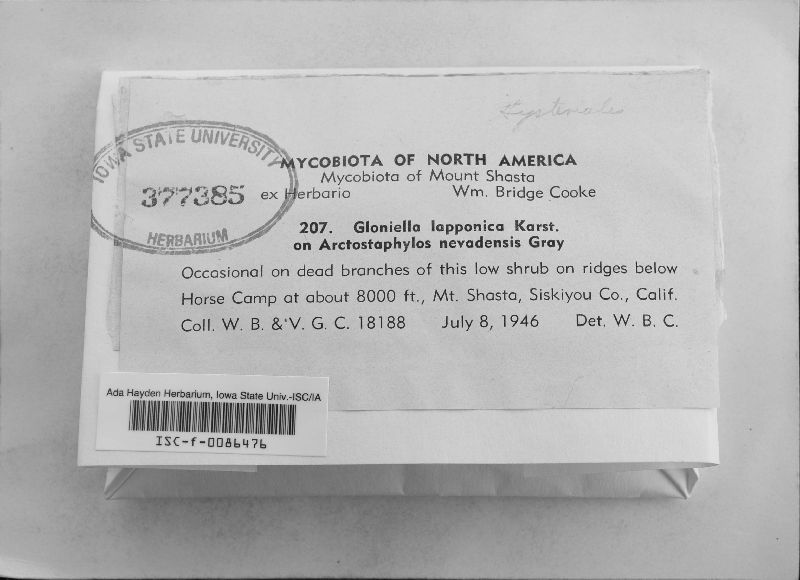 Hysteriales
IOWA STATE UNIVERSITY
377385
HERBARIUM
MYCOBIOTA OF NORTH AMERICA
Mycobiota of Mount Shasta
ex Herbario Wm. Bridge Cooke
207. Gloniella lapponica Karst.
on Arctostaphylos nevadensis Gray
Occasional on dead branches of this low shrub on ridges below
Horse Camp at about 8000 ft., Mt. Shasta, Siskiyou Co., Calif.
Coll. W. B. & V. G. C. 18188 July 8, 1946 Det. W. B. C.
Ada Hayden Herbarium, Iowa State Univ.-ISC/IA
ISC-f-0086476